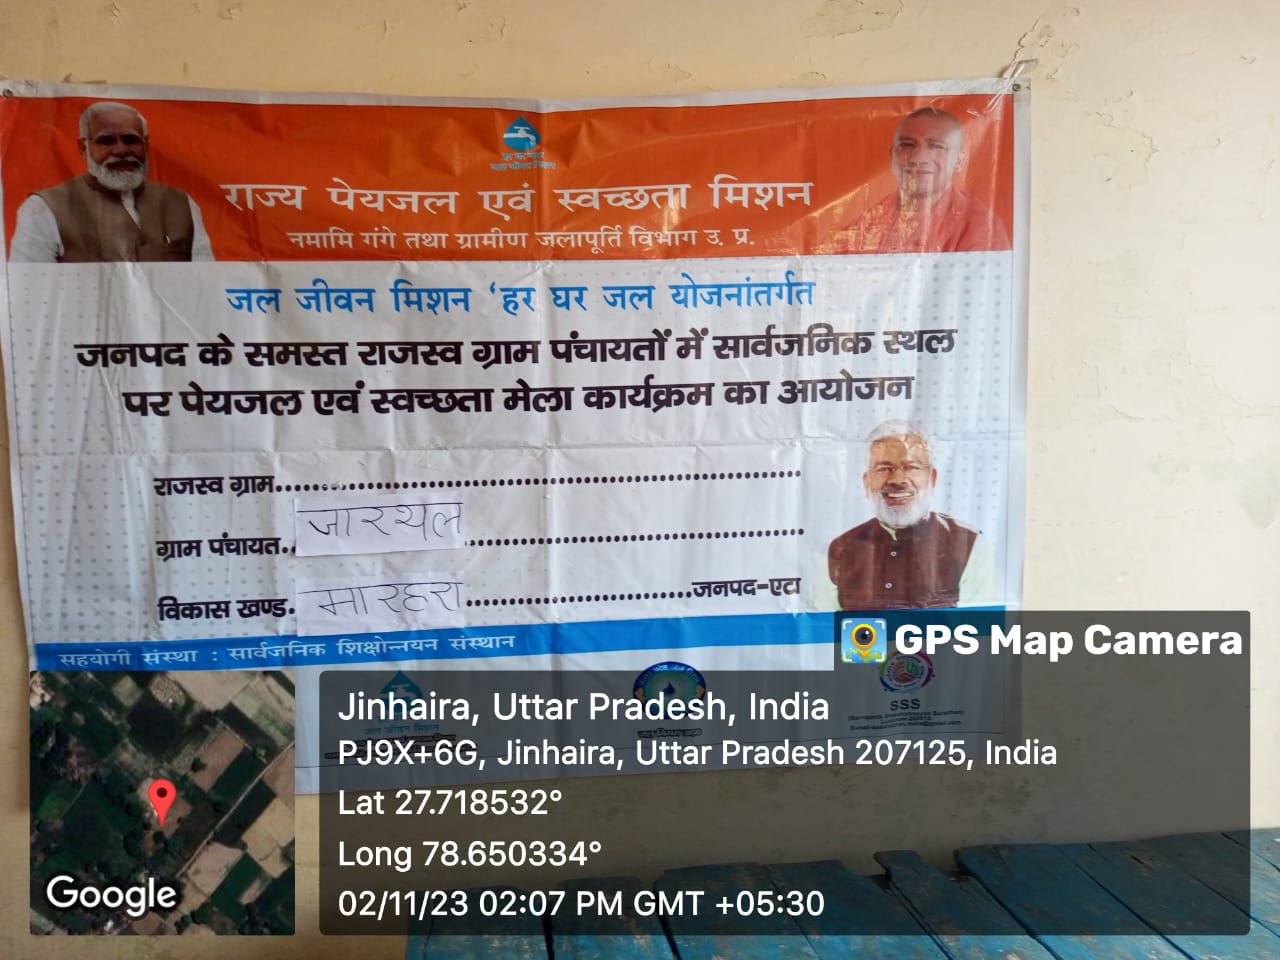 राज्य पेयजल एवं स्वच्छता मिशन
नमामि गंगे तथा ग्रामीण जलापूर्ति विभाग उ. प्र.
जल जीवन मिशन 'हर घर जल योजनांतर्गत
जनपद के समस्त राजस्व ग्राम पंचायतों में सार्वजनिक स्थल
पर पेयजल एवं स्वच्छता मेला कार्यक्रम का आयोजन
राजस्व ग्राम
ग्राम पंचायत.. जारथल
विकास खण्ड. मारहरा जनपद-एटा
सहयोगी संस्था : सार्वजनिक शिक्षोन्नयन संस्थान
GPS Map Camera
SSS
Jinhaira, Uttar Pradesh, India
PJ9X+6G, Jinhaira, Uttar Pradesh 207125, India
Lat 27.718532°
Long 78.650334°
02/11/23 02:07 PM GMT +05:30
Google